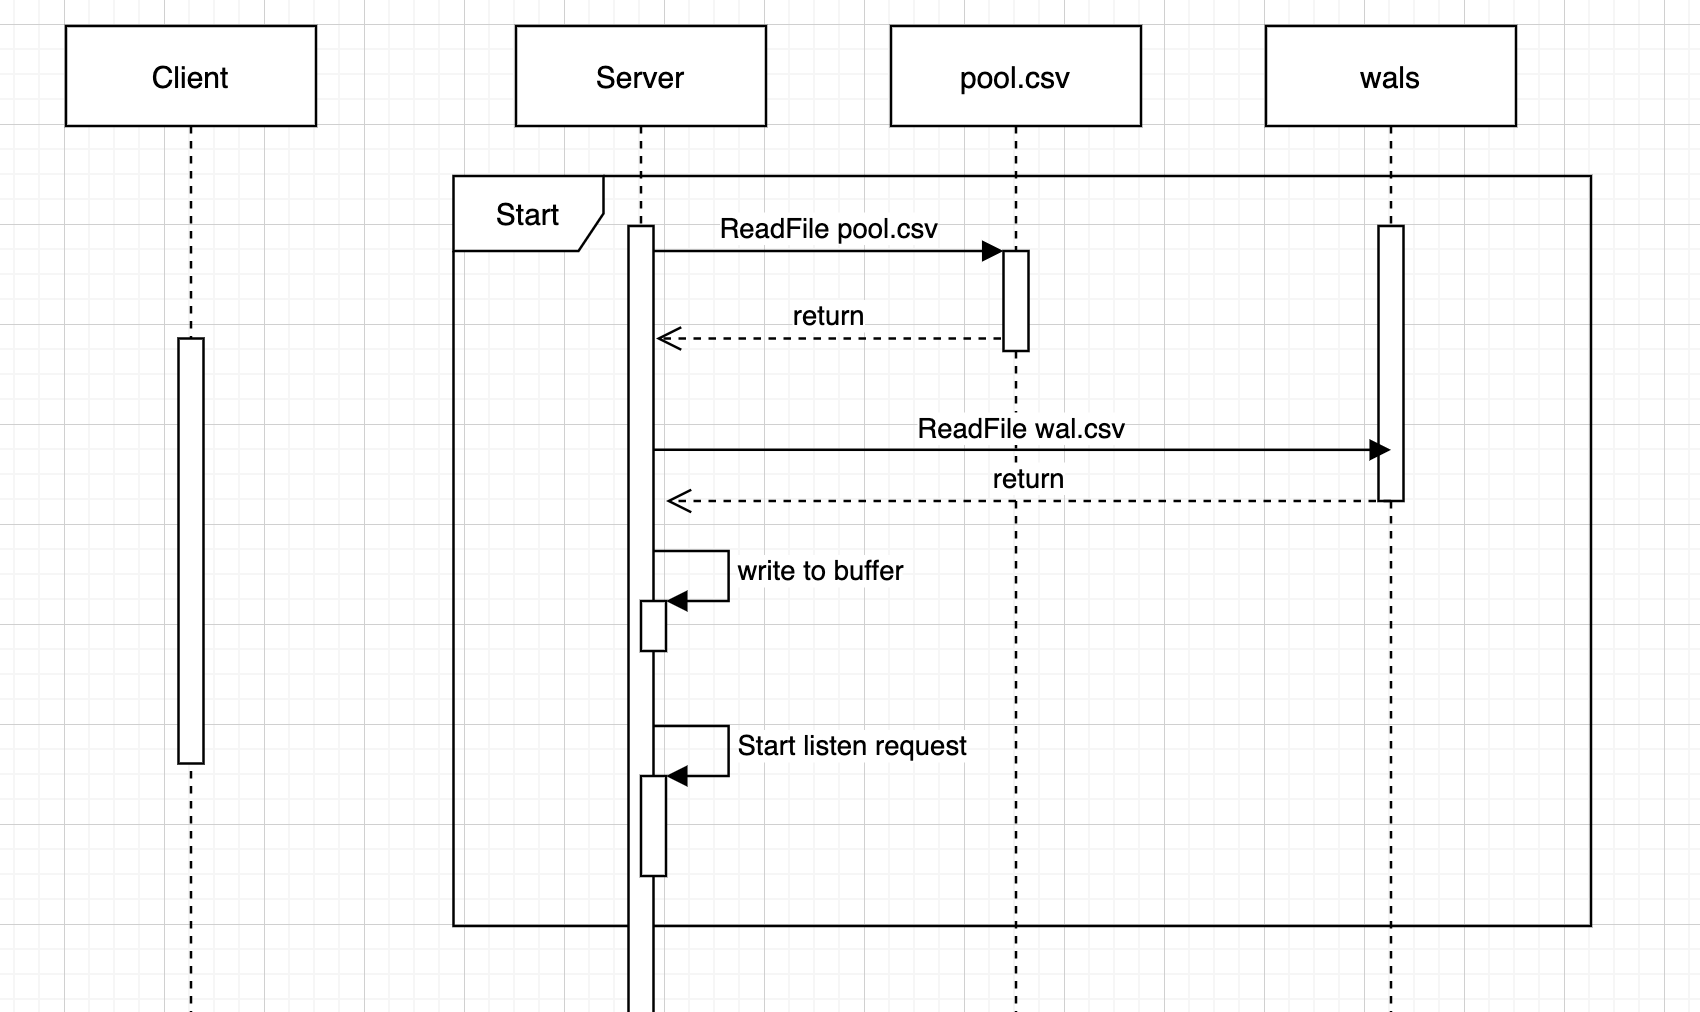 Client
Server
pool.csv
wals
Start
ReadFile pool.csv
return
ReadFile wal.csv
return
write to buffer
Start listen request